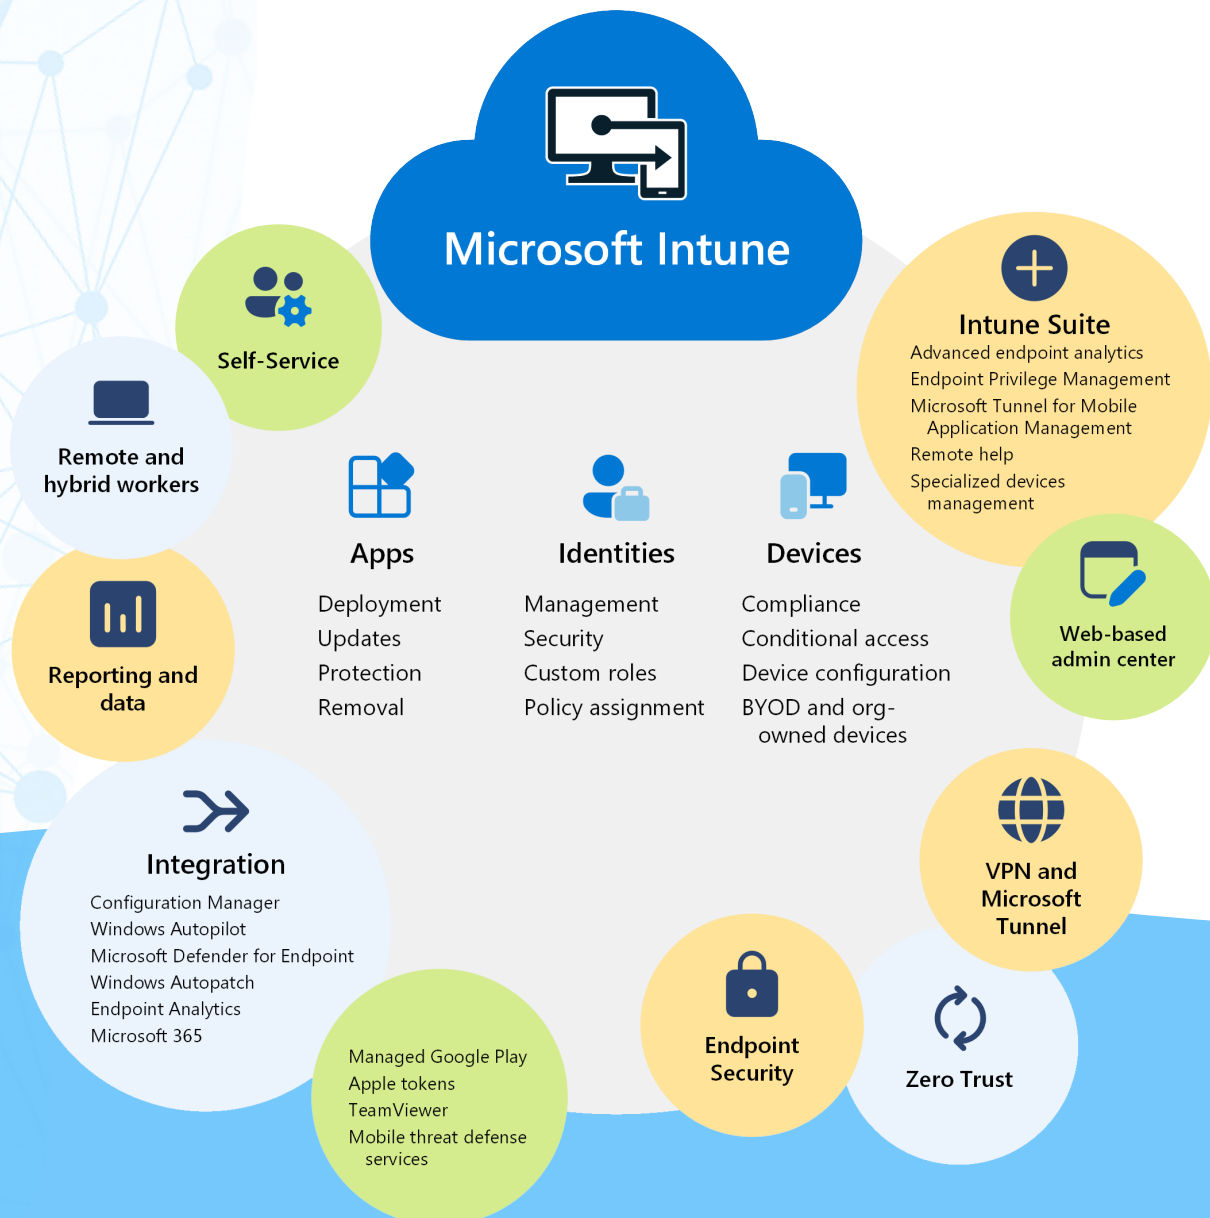 Microsoft Intune
Self-Service
Remote and
hybrid workers
Reporting and
data
Integration
Configuration Manager
Windows Autopilot
Microsoft Defender for Endpoint
Windows Autopatch
Endpoint Analytics
Microsoft 365
Managed Google Play
Apple tokens
TeamViewer
Mobile threat defense
services
Apps
Deployment
Updates
Protection
Removal
Identities
Management
Security
Custom roles
Policy assignment
Devices
Compliance
Conditional access
Device configuration
BYOD and org-
owned devices
Intune Suite
Advanced endpoint analytics
Endpoint Privilege Management
Microsoft Tunnel for Mobile
Application Management
Remote help
Specialized devices
management
Web-based
admin center
VPN and
Microsoft
Tunnel
Zero Trust
Endpoint
Security